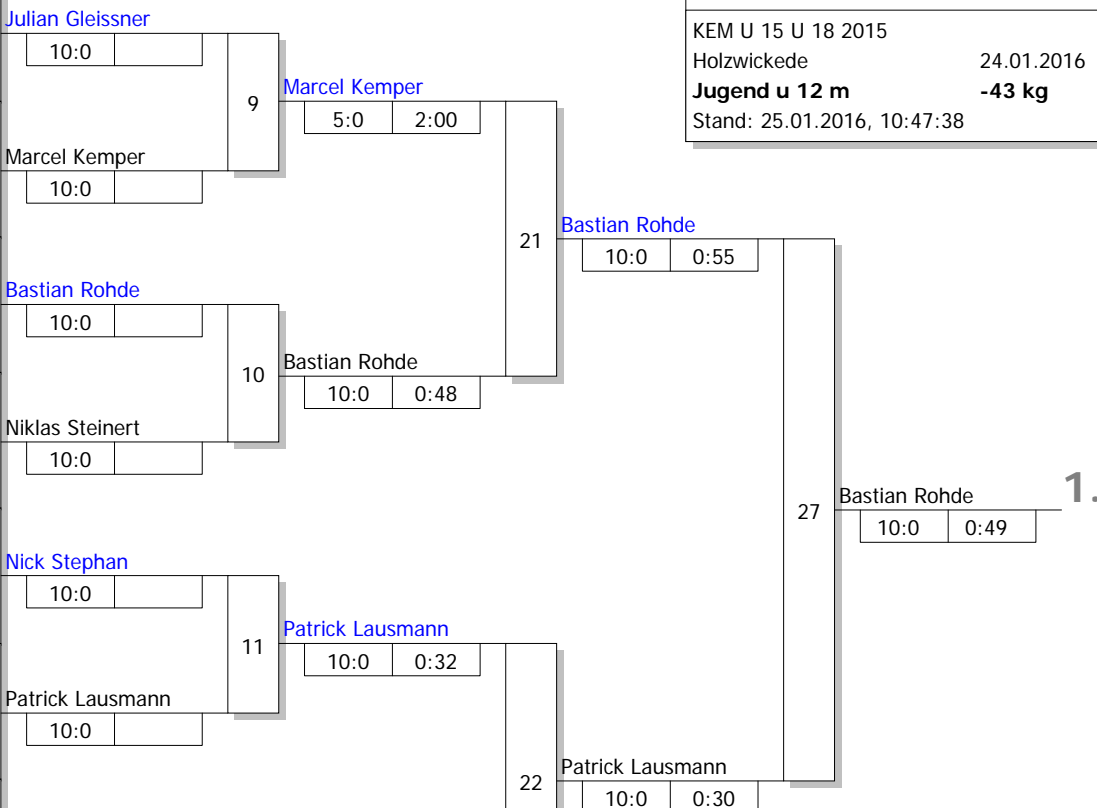 Julian Gleissner
10:0
9
Marcel Kemper
5:0 2:00
Marcel Kemper
10:0
KEM U 15 U 18 2015
Holzwickede 24.01.2016
Jugend u 12 m -43 kg
Stand: 25.01.2016, 10:47:38
21
Bastian Rohde
10:0 0:55
Bastian Rohde
10:0
10
Bastian Rohde
10:0 0:48
Niklas Steinert
10:0
27
Bastian Rohde 1.
10:0 0:49
Nick Stephan
10:0
11
Patrick Lausmann
10:0 0:32
Patrick Lausmann
10:0
22
Patrick Lausmann
10:0 0:30